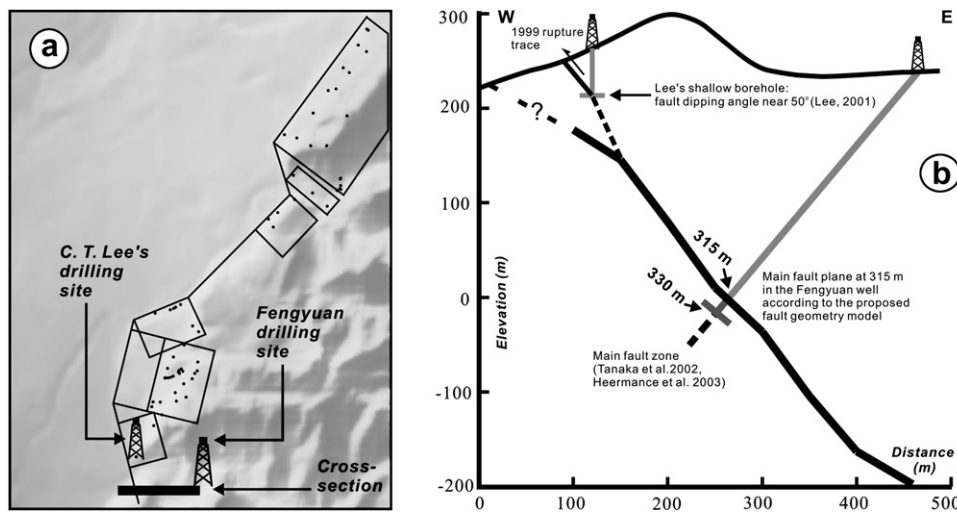 a
C. T. Lee's
drilling
site
Fengyuan
drilling
site
Cross-
section
W
E
300
200
100
0
-100
-200
Elevation (m)
1999 rupture
trace
Lee's shallow borehole:
fault dipping angle near 50°(Lee, 2001)
?
b
315 m
330 m
Main fault plane at 315 m
in the Fengyuan well
according to the proposed
fault geometry model
Main fault zone
(Tanaka et al.2002,
Heermance et al. 2003)
Distance
(m)
0
100
200
300
400
500